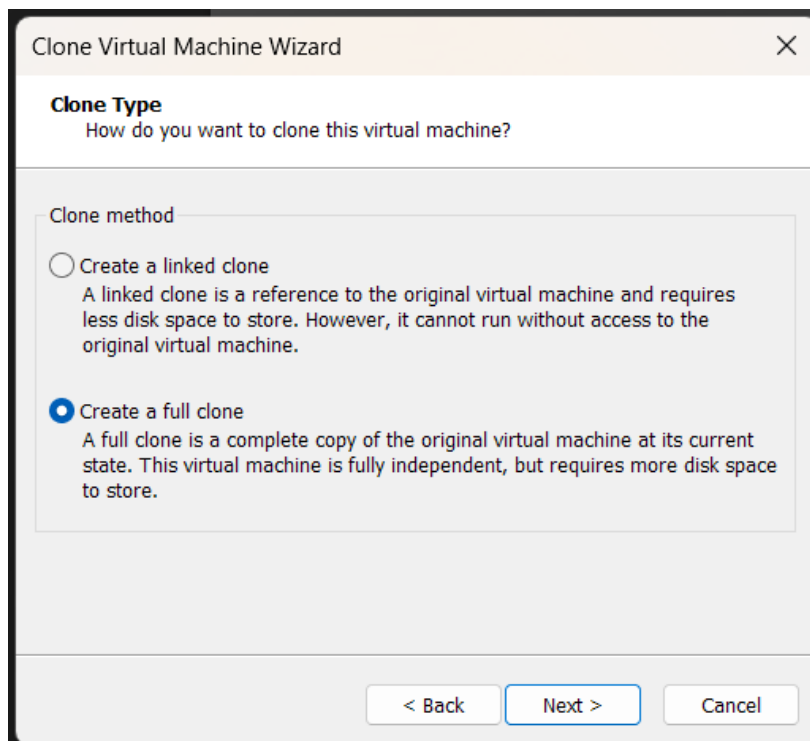 Clone Virtual Machine Wizard
Clone Type
How do you want to clone this virtual machine?
Clone method
Create a linked clone
A linked clone is a reference to the original virtual machine and requires
less disk space to store. However, it cannot run without access to the
original virtual machine.
Create a full clone
A full clone is a complete copy of the original virtual machine at its current
state. This virtual machine is fully independent, but requires more disk space
to store.
< Back Next > Cancel